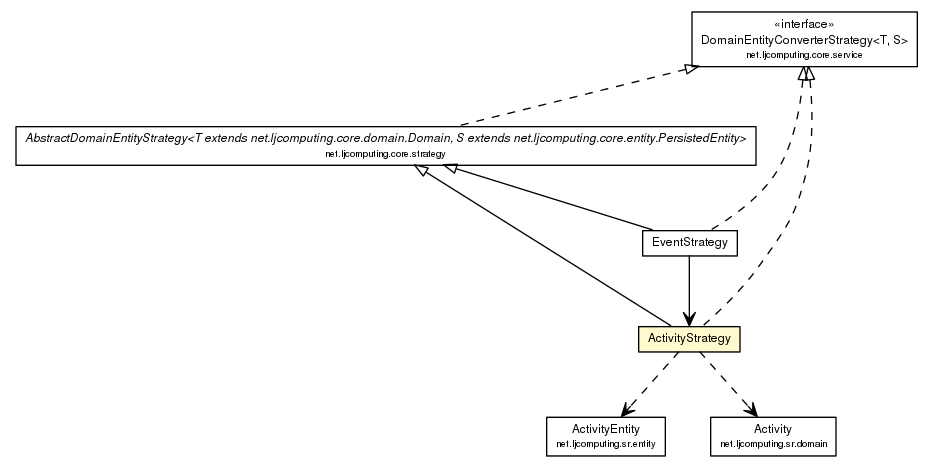 «interface»
DomainEntityConverterStrategy<T, S>
net.ljcomputing.core.service
AbstractDomainEntityStrategy<T extends net.ljcomputing.core.domain.Domain, S extends net.ljcomputing.core.entity.PersistedEntity>
net.ljcomputing.core.strategy
EventStrategy
ActivityStrategy
ActivityEntity
net.ljcomputing.sr.entity
Activity
net.ljcomputing.sr.domain